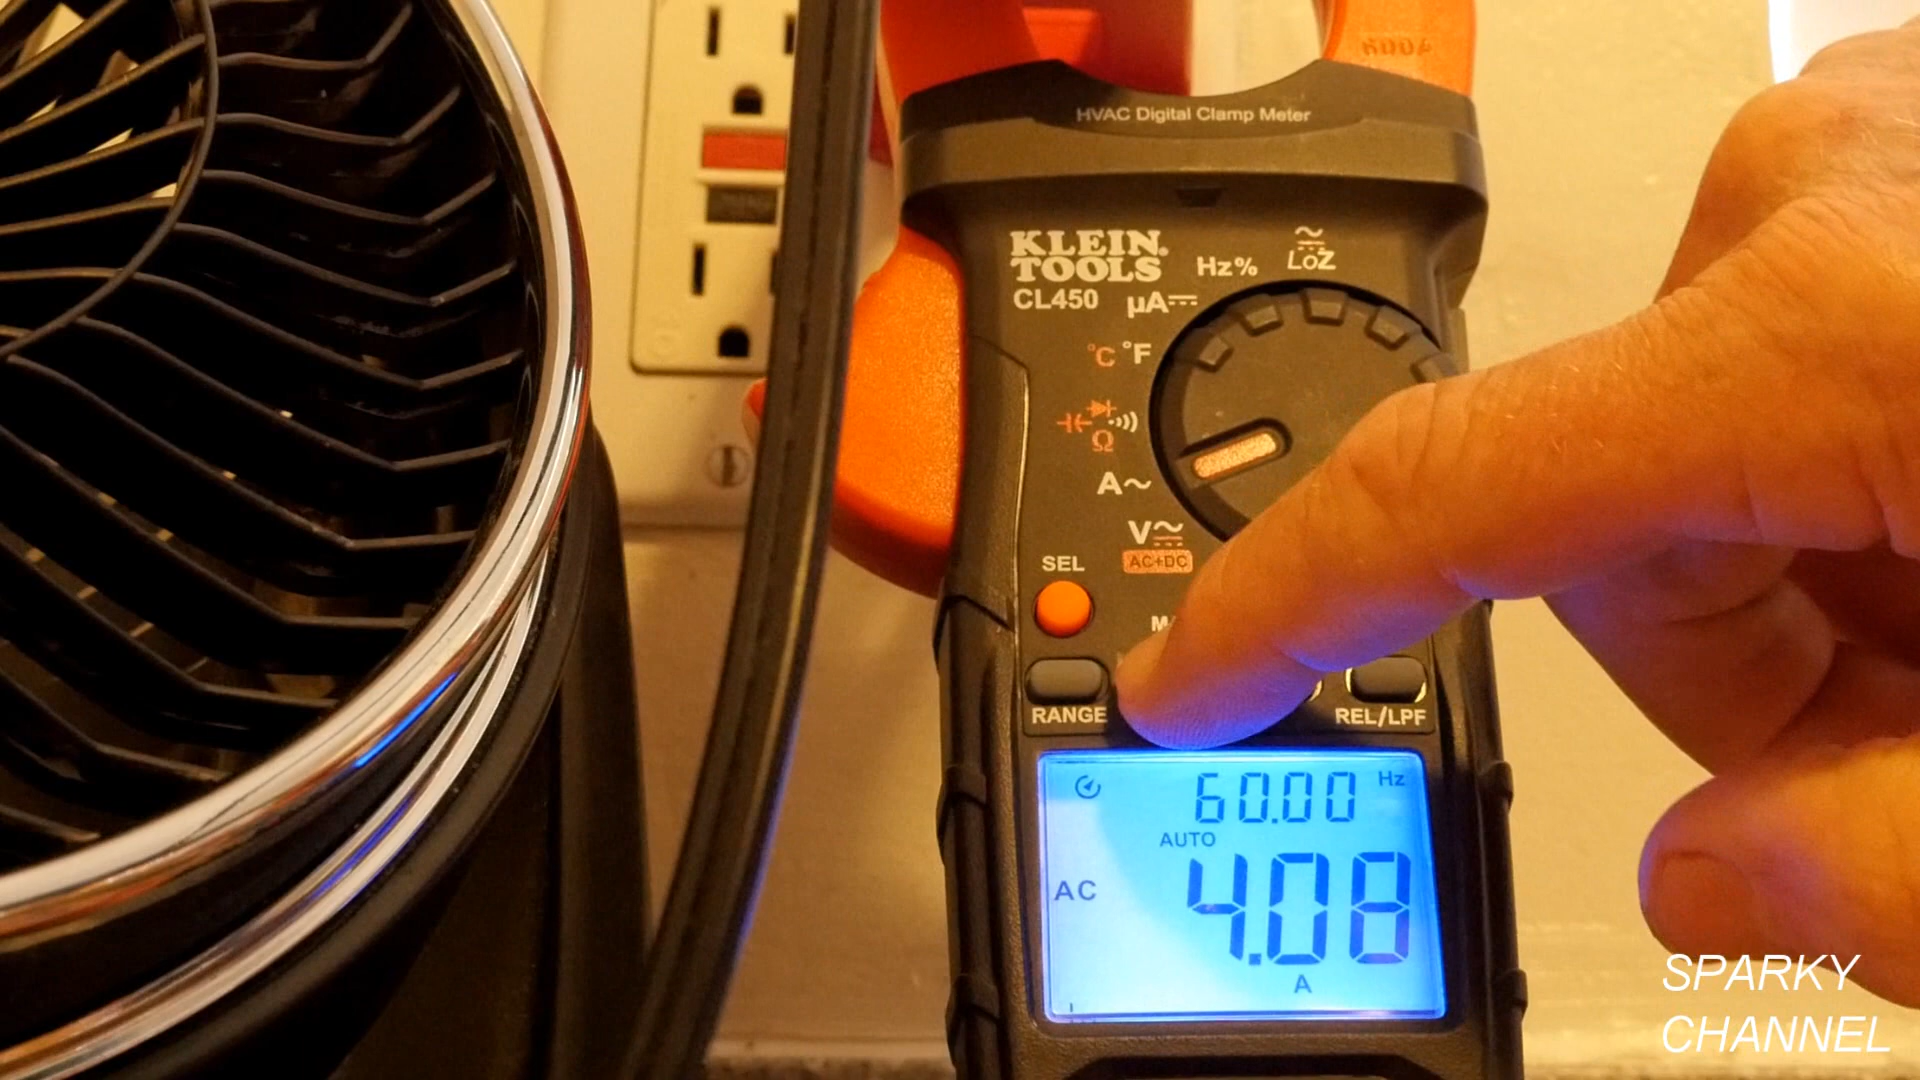 HVAC Digital Clamp Meter
KLEIN
TOOLS®
CL450
Hz%
LoZ
µA
°C °F
Ω
A~
V
AC+DC
SEL
RANGE
REL/LPF
60.00 Hz
AUTO
AC
4.08
A
SPARKY
CHANNEL